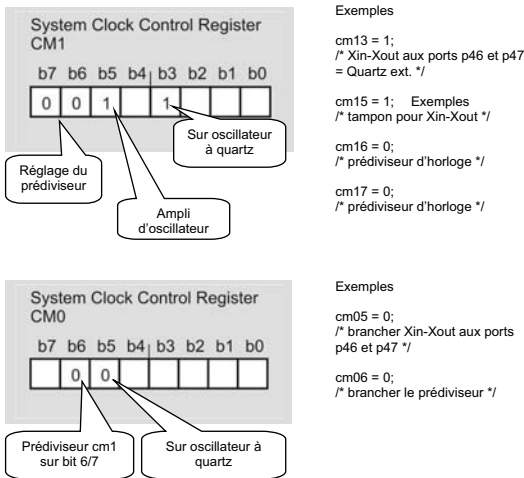 System Clock Control Register
CM1
b7 b6 b5 b4 b3 b2 b1 b0
0 0 1 1
Sur oscillateur
à quartz
Réglage du
prédiviseur
Ampli
d'oscillateur
Exemples
cm13 = 1;
/* Xin-Xout aux ports p46 et p47
= Quartz ext. */
cm15 = 1; Exemples
/* tampon pour Xin-Xout */
cm16 = 0;
/* prédiviseur d'horloge */
cm17 = 0;
/* prédiviseur d'horloge */
System Clock Control Register
CM0
b7 b6 b5 b4 b3 b2 b1 b0
0 0
Prédiviseur cm1
sur bit 6/7
Sur oscillateur à
quartz
Exemples
cm05 = 0;
/* brancher Xin-Xout aux ports
p46 et p47 */
cm06 = 0;
/* brancher le prédiviseur */